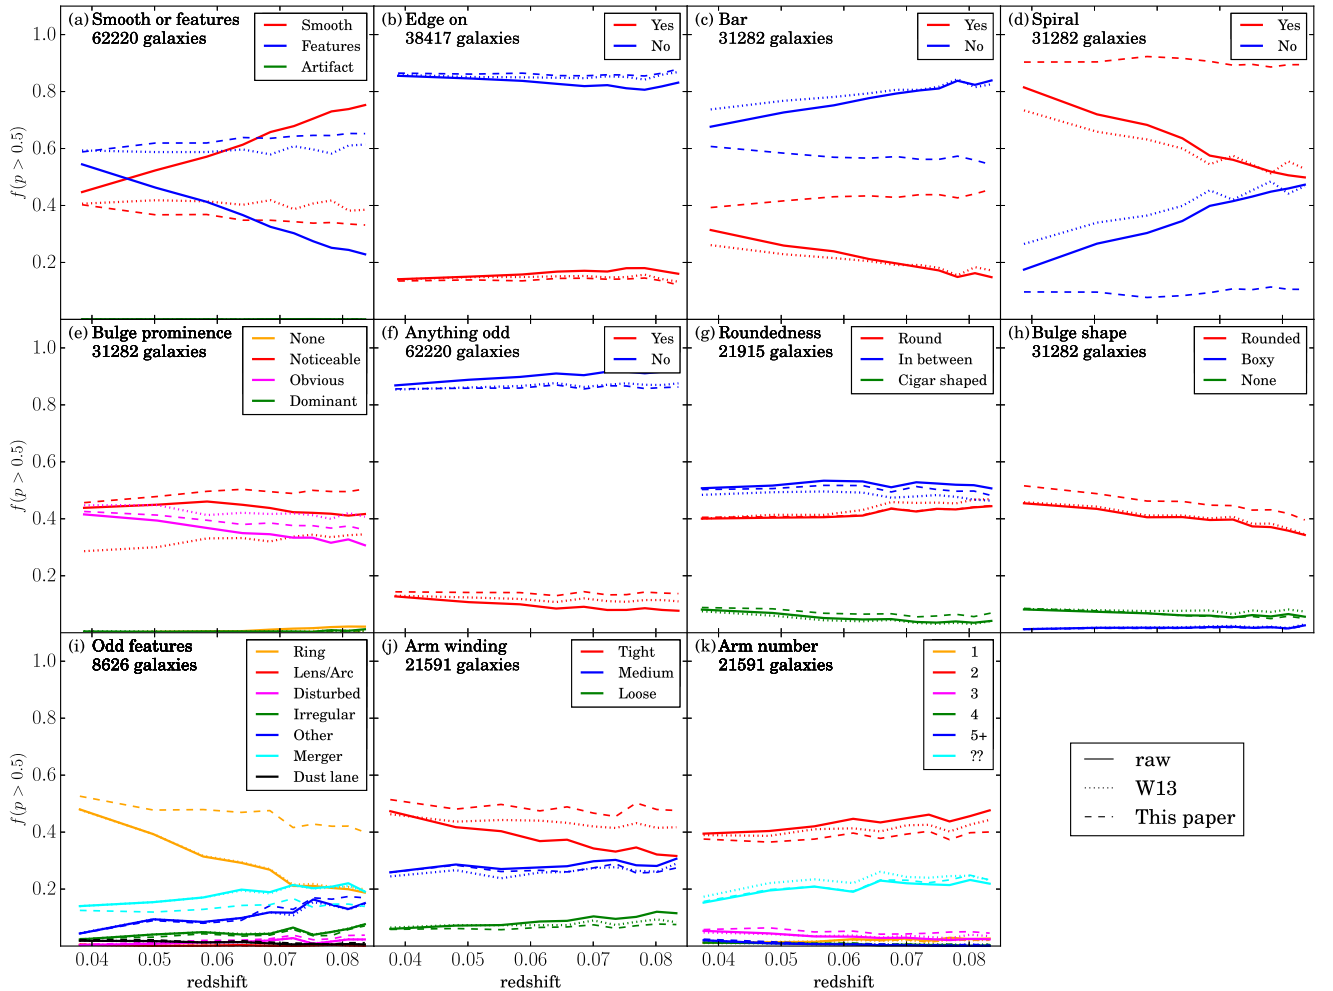 (a) Smooth or features
62220 galaxies
Smooth
Features
Artifact
(b) Edge on
38417 galaxies
Yes
No
(c) Bar
31282 galaxies
Yes
No
(d) Spiral
31282 galaxies
Yes
No
1.0
0.8
0.6
0.4
0.2
f(p > 0.5)
(e) Bulge prominence
31282 galaxies
None
Noticeable
Obvious
Dominant
(f) Anything odd
62220 galaxies
Yes
No
(g) Roundedness
21915 galaxies
Round
In between
Cigar shaped
(h) Bulge shape
31282 galaxies
Rounded
Boxy
None
1.0
0.8
0.6
0.4
0.2
f(p > 0.5)
(i) Odd features
8626 galaxies
Ring
Lens/Arc
Disturbed
Irregular
Other
Merger
Dust lane
(j) Arm winding
21591 galaxies
Tight
Medium
Loose
(k) Arm number
21591 galaxies
1
2
3
4
5+
??
raw
W13
This paper
1.0
0.8
0.6
0.4
0.2
f(p > 0.5)
0.04 0.05 0.06 0.07 0.08
redshift
0.04 0.05 0.06 0.07 0.08
redshift
0.04 0.05 0.06 0.07 0.08
redshift